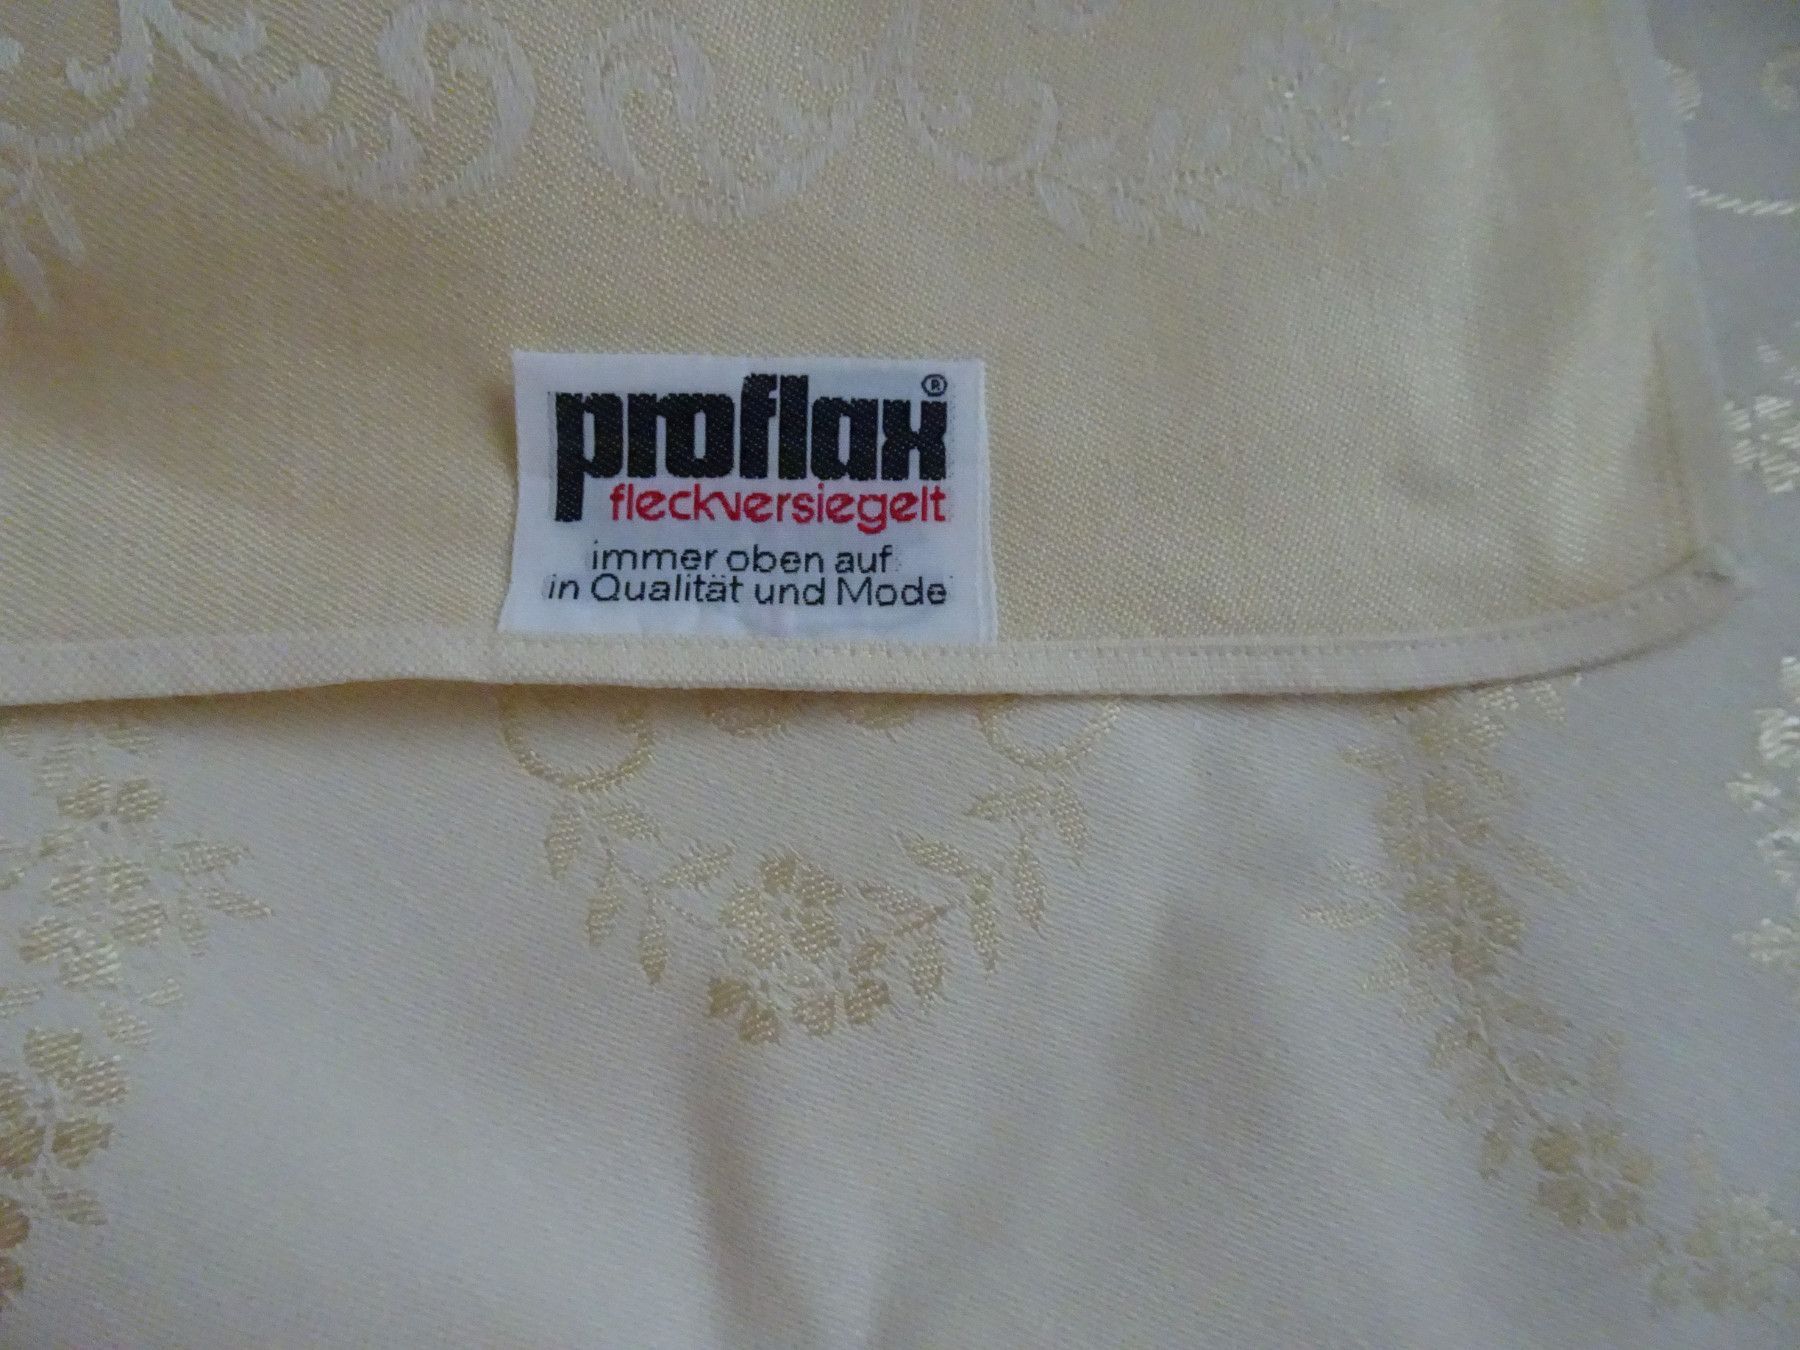 proflax®
fleckversiegelt
immer oben auf
in Qualität und Mode